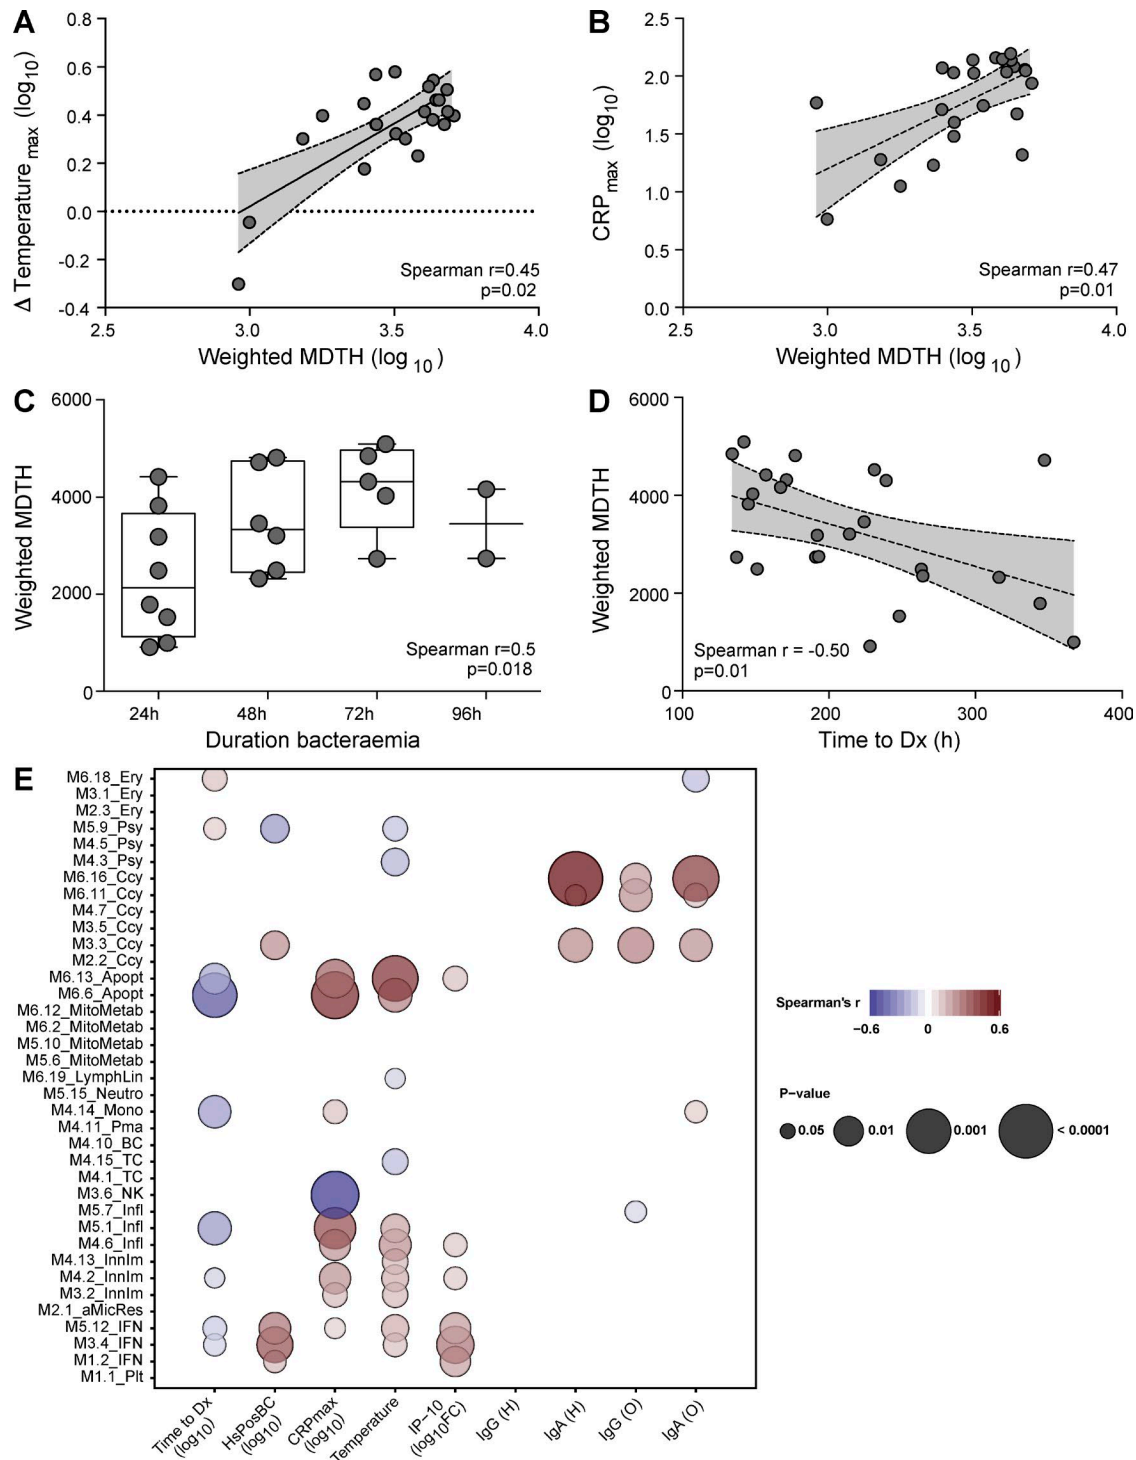 A
0.8
0.6
0.4
0.2
0.0
-0.2
-0.4
Δ Temperature max (log10)
Spearman r=0.45
p=0.02
2.5 3.0 3.5 4.0
Weighted MDTH (log 10)
B
2.5
2.0
1.5
1.0
0.5
0.0
CRPmax (log10)
Spearman r=0.47
p=0.01
2.5 3.0 3.5 4.0
Weighted MDTH (log 10)
C
6000
4000
2000
0
Weighted MDTH
Spearman r=0.5
p=0.018
24h 48h 72h 96h
Duration bacteraemia
D
6000
4000
2000
0
Weighted MDTH
Spearman r = -0.50
p=0.01
100 200 300 400
Time to Dx (h)
E
M6.18_Ery
M3.1_Ery
M2.3_Ery
M5.9_Psy
M4.5_Psy
M4.3_Psy
M6.16_Ccy
M6.11_Ccy
M4.7_Ccy
M3.5_Ccy
M3.3_Ccy
M2.2_Ccy
M6.13_Apopt
M6.6_Apopt
M6.12_MitoMetab
M6.2_MitoMetab
M5.10_MitoMetab
M5.6_MitoMetab
M6.19_LymphLin
M5.15_Neutro
M4.14_Mono
M4.11_Pma
M4.10_BC
M4.15_TC
M4.1_TC
M3.6_NK
M5.7_Infl
M5.1_Infl
M4.6_Infl
M4.13_InnIm
M4.2_InnIm
M3.2_InnIm
M2.1_aMicRes
M5.12_IFN
M3.4_IFN
M1.2_IFN
M1.1_Plt
Time to Dx
(log10)
HsPosBC
(log10)
CRPmax
(log10)
Temperature
IP−10
(log10FC)
IgG (H)
IgA (H)
IgG (O)
IgA (O)
Spearman's r
−0.6 0 0.6
P−value
0.05 0.01 0.001 < 0.0001